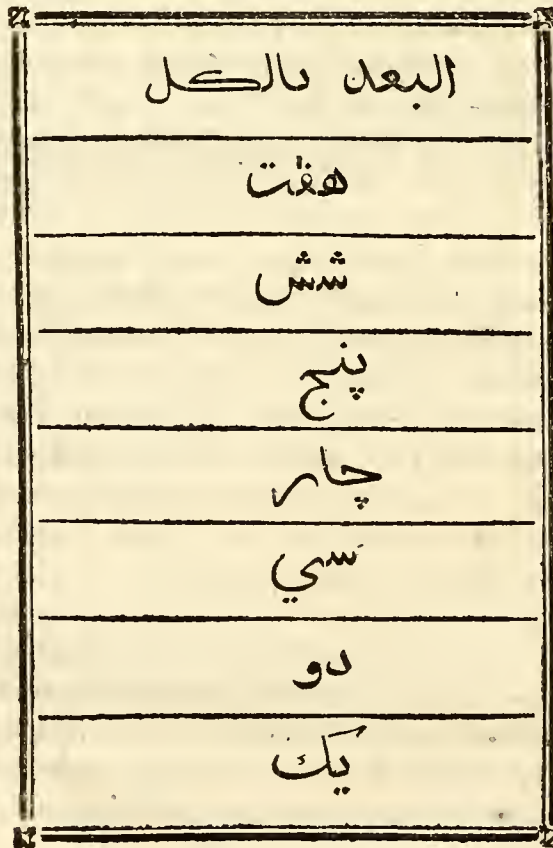 البعد بالكل
هفت
شش
پنج
چار
سي
دو
يك